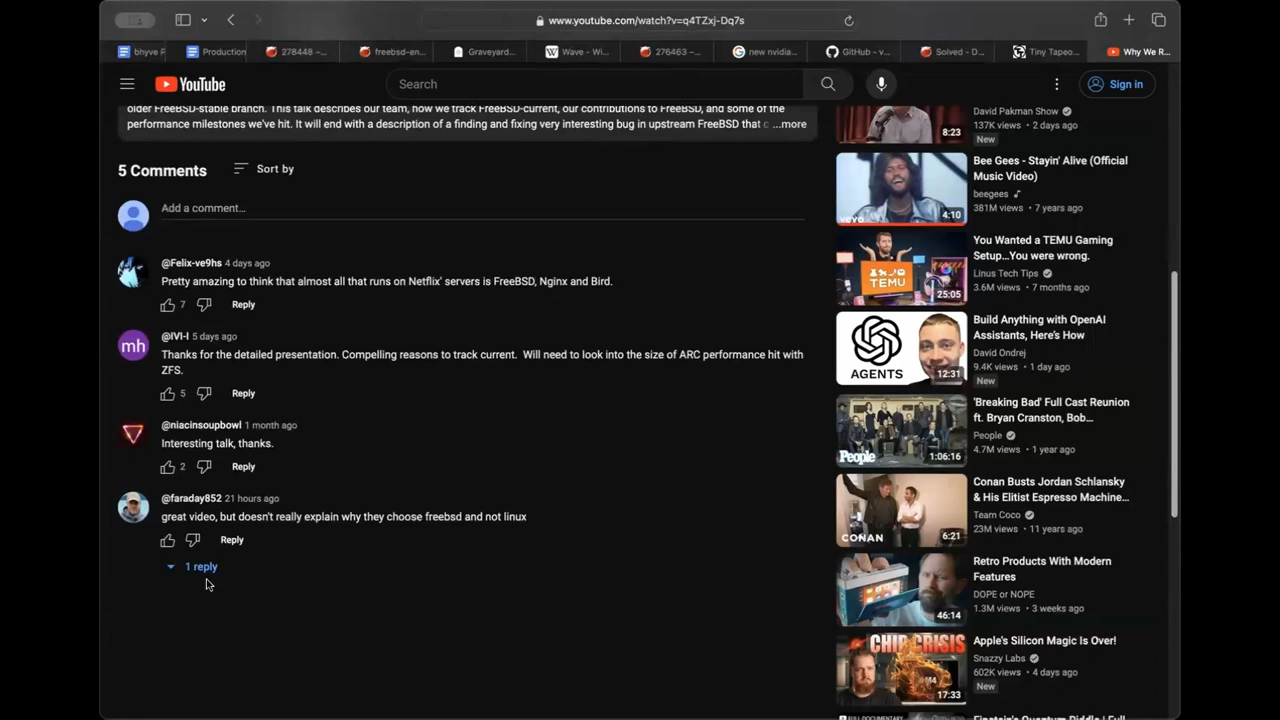 www.youtube.com/watch?v=q4TZxj-Dq7s
bhyve P
Production
278448 –...
freebsd-en...
Graveyard...
Wave - Wi...
276463 –...
new nvidia...
GitHub - v...
Solved - D...
Tiny Tapeo...
Why We R...
YouTube
Search
Sign in
older FreeBSD-stable branch. This talk describes our team, how we track FreeBSD-current, our contributions to FreeBSD, and some of the
performance milestones we've hit. It will end with a description of a finding and fixing very interesting bug in upstream FreeBSD that c ...more
5 Comments
Sort by
Add a comment...
@Felix-ve9hs 4 days ago
Pretty amazing to think that almost all that runs on Netflix' servers is FreeBSD, Nginx and Bird.
7
Reply
mh
@IVI-I 5 days ago
Thanks for the detailed presentation. Compelling reasons to track current. Will need to look into the size of ARC performance hit with
ZFS.
5
Reply
@niacinsoupbowl 1 month ago
Interesting talk, thanks.
2
Reply
@faraday852 21 hours ago
great video, but doesn't really explain why they choose freebsd and not linux
Reply
1 reply
8:23
David Pakman Show
137K views • 2 days ago
New
vevo
4:10
Bee Gees - Stayin' Alive (Official
Music Video)
beegees
381M views • 7 years ago
TEMU
25:05
You Wanted a TEMU Gaming
Setup...You were wrong.
Linus Tech Tips
3.6M views • 7 months ago
AGENTS
12:31
Build Anything with OpenAI
Assistants, Here's How
David Ondrej
9.4K views • 1 day ago
New
People
1:06:16
'Breaking Bad' Full Cast Reunion
ft. Bryan Cranston, Bob...
People
4.7M views • 1 year ago
CONAN
6:21
Conan Busts Jordan Schlansky
& His Elitist Espresso Machine...
Team Coco
23M views • 11 years ago
46:14
Retro Products With Modern
Features
DOPE or NOPE
1.3M views • 3 weeks ago
CHIP CRISIS
M4
17:33
Apple's Silicon Magic Is Over!
Snazzy Labs
602K views • 4 days ago
New
Einstein's Quantum Riddle | Full